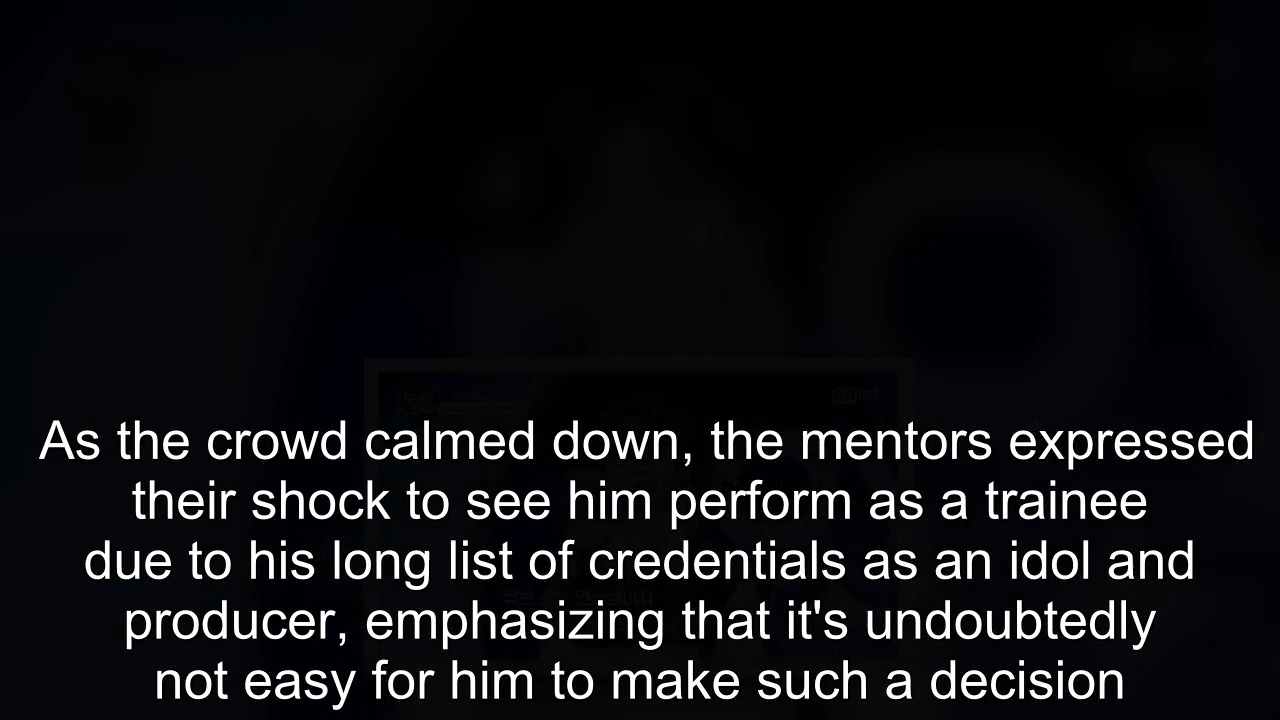 As the crowd calmed down, the mentors expressed
their shock to see him perform as a trainee
due to his long list of credentials as an idol and
producer, emphasizing that it's undoubtedly
not easy for him to make such a decision